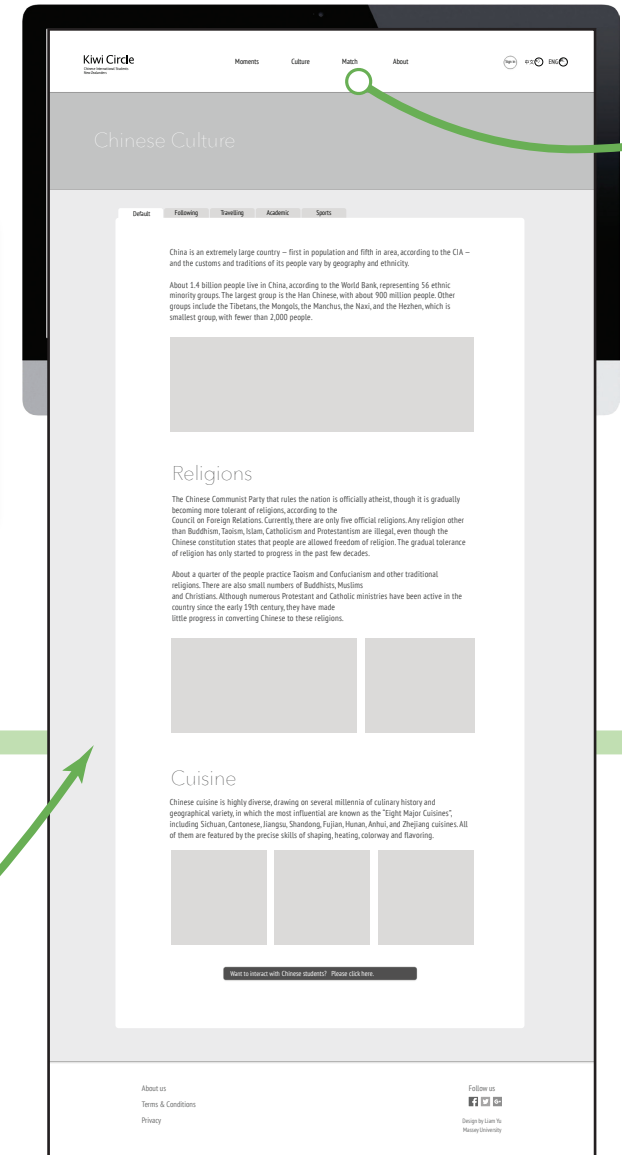 Kiwi Circle
Chinese International Students
New Zealanders
Moments Culture Match About
Sign in 中文 ENG
Chinese Culture
Default Following Travelling Academic Sports
China is an extremely large country — first in population and fifth in area, according to the CIA —
and the customs and traditions of its people vary by geography and ethnicity.
About 1.4 billion people live in China, according to the World Bank, representing 56 ethnic
minority groups. The largest group is the Han Chinese, with about 900 million people. Other
groups include the Tibetans, the Mongols, the Manchus, the Naxi, and the Hezhen, which is
smallest group, with fewer than 2,000 people.
Religions
The Chinese Communist Party that rules the nation is officially atheist, though it is gradually
becoming more tolerant of religions, according to the
Council on Foreign Relations. Currently, there are only five official religions. Any religion other
than Buddhism, Taoism, Islam, Catholicism and Protestantism are illegal, even though the
Chinese constitution states that people are allowed freedom of religion. The gradual tolerance
of religion has only started to progress in the past few decades.
About a quarter of the people practice Taoism and Confucianism and other traditional
religions. There are also small numbers of Buddhists, Muslims
and Christians. Although numerous Protestant and Catholic ministries have been active in the
country since the early 19th century, they have made
little progress in converting Chinese to these religions.
Cuisine
Chinese cuisine is highly diverse, drawing on several millennia of culinary history and
geographical variety, in which the most influential are known as the "Eight Major Cuisines",
including Sichuan, Cantonese, Jiangsu, Shandong, Fujian, Hunan, Anhui, and Zhejiang cuisines. All
of them are featured by the precise skills of shaping, heating, colorway and flavoring.
Want to interact with Chinese students? Please click here.
About us
Terms & Conditions
Privacy
Follow us
Design by Liam Yu
Massey University